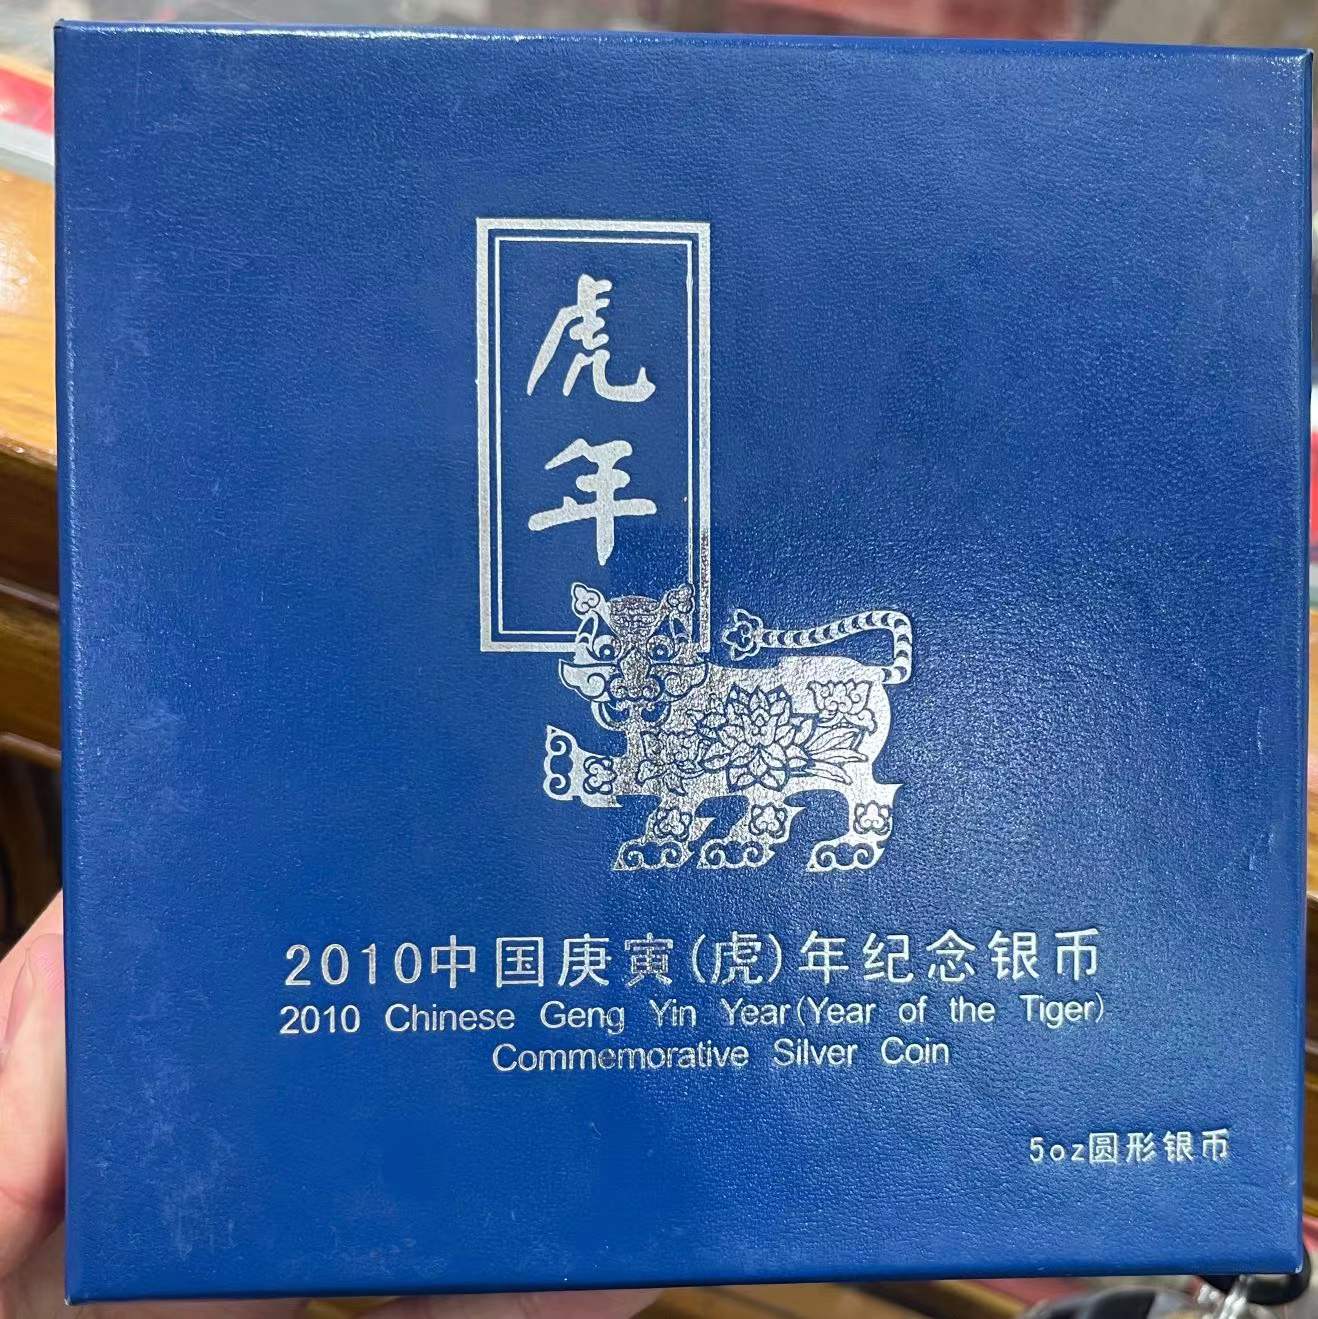 虎年
2010中国庚寅(虎)年纪念银币
2010 Chinese Geng Yin Year(Year of the Tiger)
Commemorative Silver Coin
5oz圆形银币